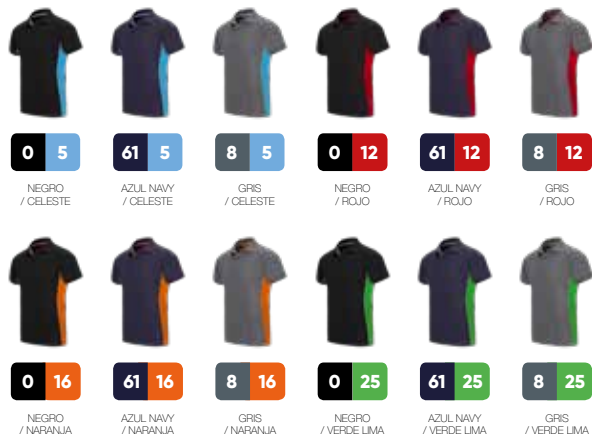 0 5 61 5 8 5 0 12 61 12 8 12
NEGRO AZUL NAVY GRIS NEGRO AZUL NAVY GRIS
/ CELESTE / CELESTE / CELESTE / ROJO / ROJO / ROJO
0 16 61 16 8 16 0 25 61 25 8 25
NEGRO AZUL NAVY GRIS NEGRO AZUL NAVY GRIS
/ NARANJA / NARANJA / NARANJA / VERDE LIMA / VERDE LIMA / VERDE LIMA